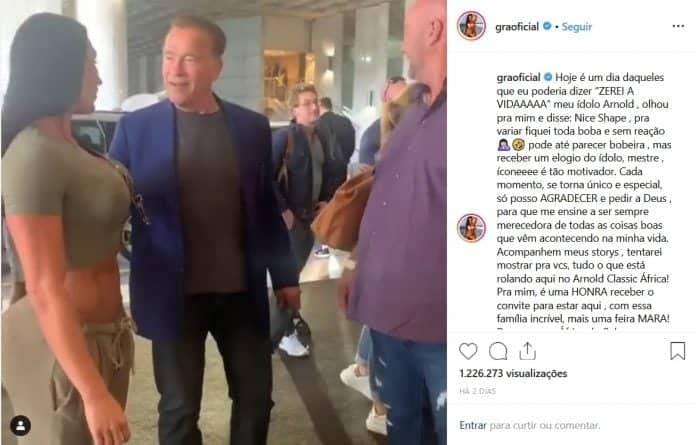 graoficial • Seguir
graoficial Hoje é um dia daqueles
que eu poderia dizer "ZEREI A
VIDAAAAA" meu ídolo Arnold , olhou
pra mim e disse: Nice Shape , pra
variar fiquei toda boba e sem reação
🤦🏻‍♀️🤣 pode até parecer bobeira , mas
receber um elogio do ídolo, mestre ,
íconeeee é tão motivador. Cada
momento, se torna único e especial,
só posso AGRADECER e pedir a Deus ,
para que me ensine a ser sempre
merecedora de todas as coisas boas
que vêm acontecendo na minha vida.
Acompanhem meus storys , tentarei
mostrar pra vcs, tudo o que está
rolando aqui no Arnold Classic África!
Pra mim, é uma HONRA receber o
convite para estar aqui , com essa
família incrível, mais uma feira MARA!
1.226.373 visualizações
HÁ 2 DIAS
Entrar para curtir ou comentar.